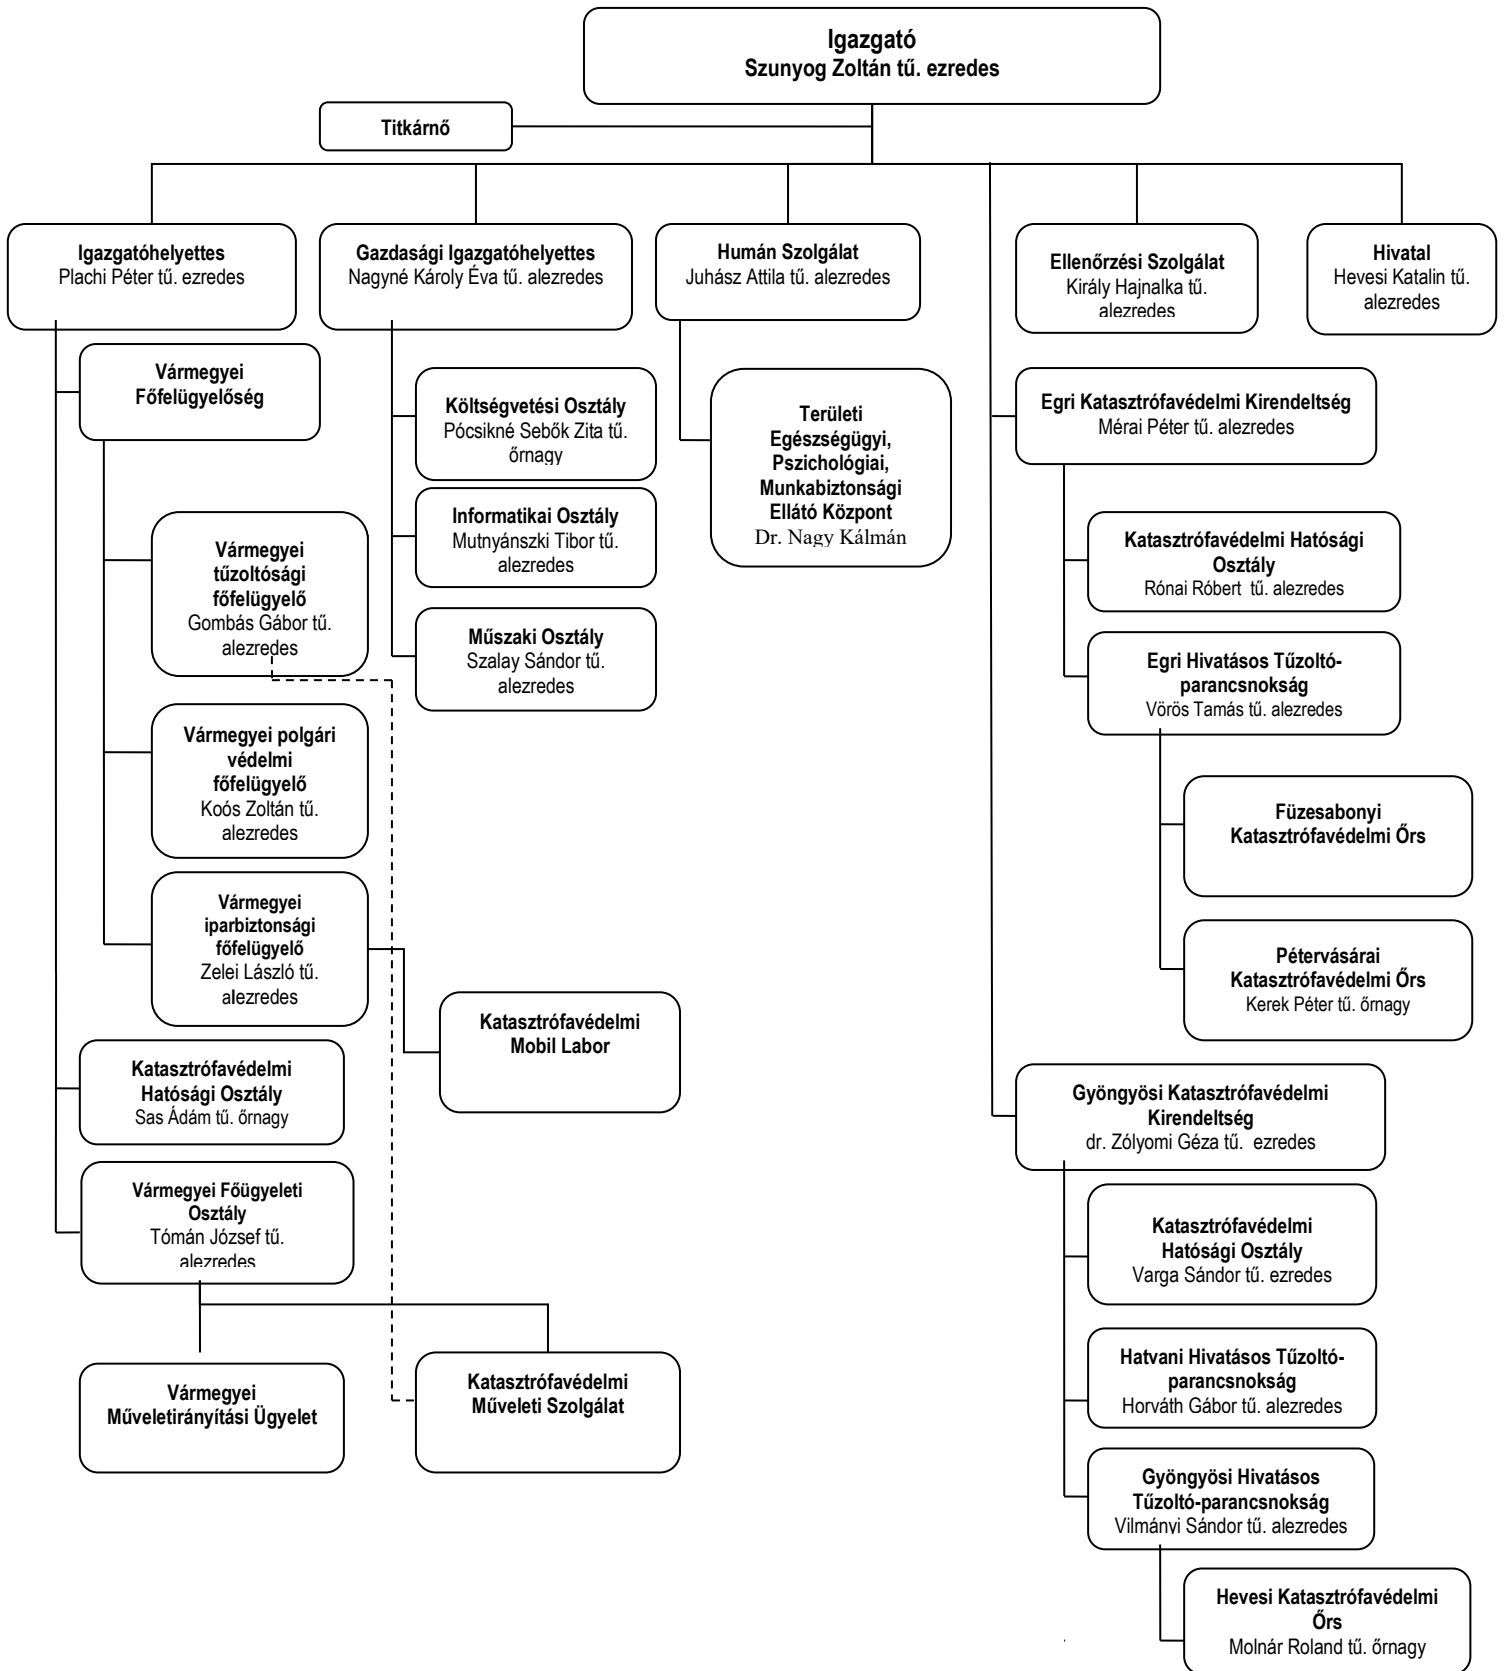 Igazgató
Szunyog Zoltán tű. ezredes
Titkárnő
Igazgatóhelyettes
Plachi Péter tű. ezredes
Gazdasági Igazgatóhelyettes
Nagyné Károly Éva tű. alezredes
Humán Szolgálat
Juhász Attila tű. alezredes
Ellenőrzési Szolgálat
Király Hajnalka tű.
alezredes
Hivatal
Hevesi Katalin tű.
alezredes
Vármegyei
Főfelügyelőség
Vármegyei
tűzoltósági
főfelügyelő
Gombás Gábor tű.
alezredes
Vármegyei polgári
védelmi
főfelügyelő
Koós Zoltán tű.
alezredes
Vármegyei
iparbiztonsági
főfelügyelő
Zelei László tű.
alezredes
Katasztrófavédelmi
Mobil Labor
Katasztrófavédelmi
Hatósági Osztály
Sas Ádám tű. őrnagy
Vármegyei Főügyeleti
Osztály
Tómán József tű.
alezredes
Vármegyei
Műveletirányítási Ügyelet
Katasztrófavédelmi
Műveleti Szolgálat
Költségvetési Osztály
Pócsikné Sebők Zita tű.
őrnagy
Informatikai Osztály
Mutnyánszki Tibor tű.
alezredes
Műszaki Osztály
Szalay Sándor tű.
alezredes
Területi
Egészségügyi,
Pszichológiai,
Munkabiztonsági
Ellátó Központ
Dr. Nagy Kálmán
Egri Katasztrófavédelmi Kirendeltség
Mérai Péter tű. alezredes
Katasztrófavédelmi Hatósági
Osztály
Rónai Róbert tű. alezredes
Egri Hivatásos Tűzoltó-
parancsnokság
Vörös Tamás tű. alezredes
Füzesabonyi
Katasztrófavédelmi Őrs
Pétervásárai
Katasztrófavédelmi Őrs
Kerek Péter tű. őrnagy
Gyöngyösi Katasztrófavédelmi
Kirendeltség
dr. Zólyomi Géza tű. ezredes
Katasztrófavédelmi
Hatósági Osztály
Varga Sándor tű. ezredes
Hatvani Hivatásos Tűzoltó-
parancsnokság
Horváth Gábor tű. alezredes
Gyöngyösi Hivatásos
Tűzoltó-parancsnokság
Vilmányi Sándor tű. alezredes
Hevesi Katasztrófavédelmi
Őrs
Molnár Roland tű. őrnagy